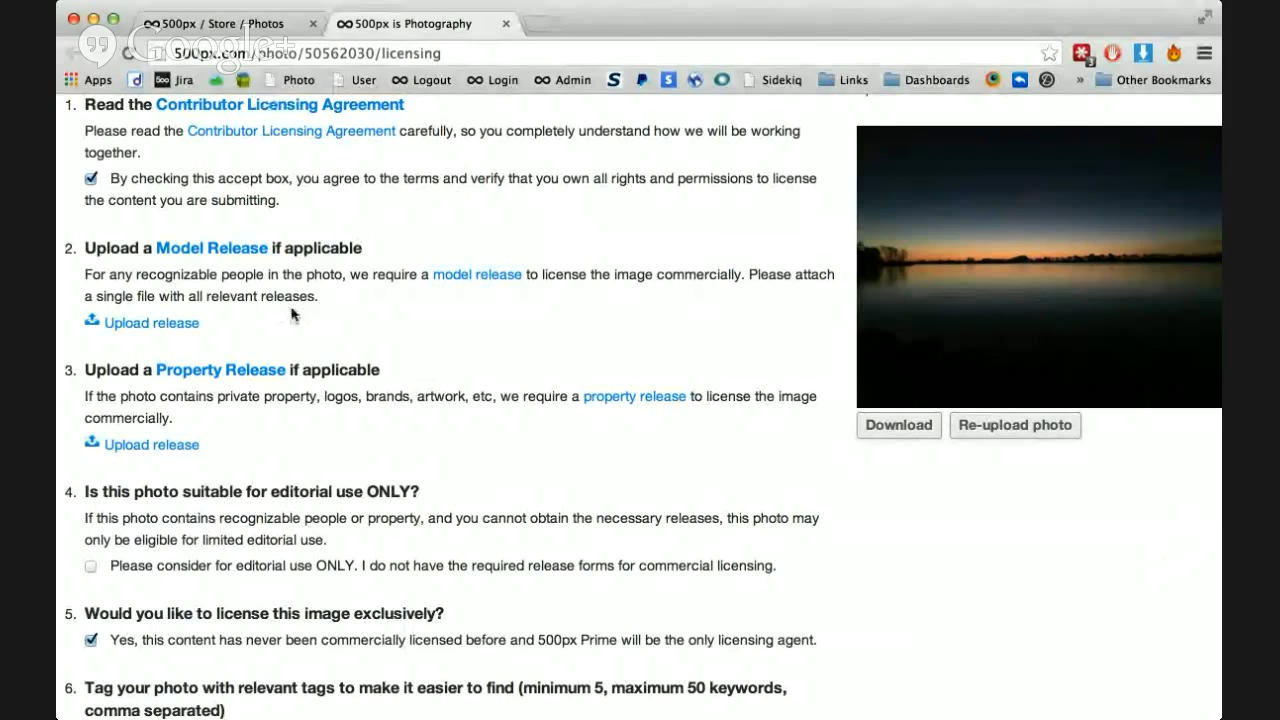 500px / Store / Photos
500px is Photography
Google+
500px.com/photo/50562030/licensing
Apps
Jira
Photo
User
Logout
Login
Admin
Sidekiq
Links
Dashboards
»
Other Bookmarks
1. Read the Contributor Licensing Agreement
Please read the Contributor Licensing Agreement carefully, so you completely understand how we will be working
together.
By checking this accept box, you agree to the terms and verify that you own all rights and permissions to license
the content you are submitting.
2. Upload a Model Release if applicable
For any recognizable people in the photo, we require a model release to license the image commercially. Please attach
a single file with all relevant releases.
Upload release
3. Upload a Property Release if applicable
If the photo contains private property, logos, brands, artwork, etc, we require a property release to license the image
commercially.
Upload release
Download
Re-upload photo
4. Is this photo suitable for editorial use ONLY?
If this photo contains recognizable people or property, and you cannot obtain the necessary releases, this photo may
only be eligible for limited editorial use.
Please consider for editorial use ONLY. I do not have the required release forms for commercial licensing.
5. Would you like to license this image exclusively?
Yes, this content has never been commercially licensed before and 500px Prime will be the only licensing agent.
6. Tag your photo with relevant tags to make it easier to find (minimum 5, maximum 50 keywords,
comma separated)